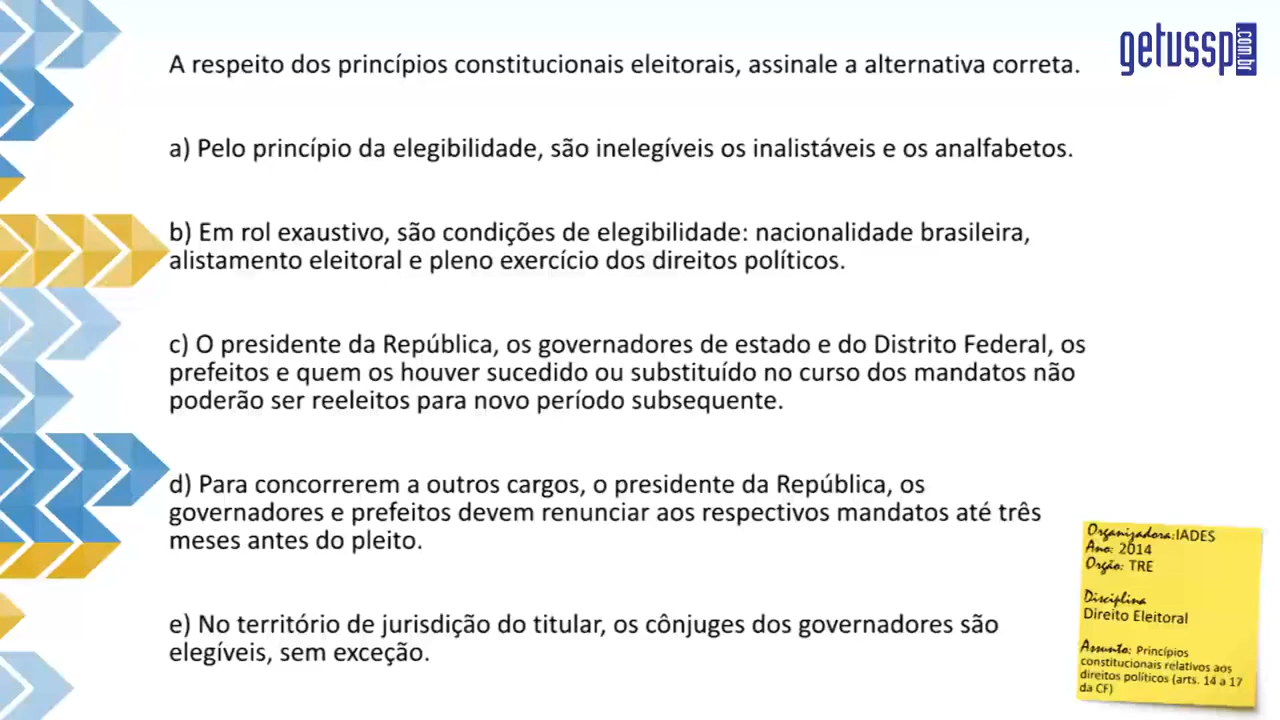 getussp.com.br
A respeito dos princípios constitucionais eleitorais, assinale a alternativa correta.
a) Pelo princípio da elegibilidade, são inelegíveis os inalistáveis e os analfabetos.
b) Em rol exaustivo, são condições de elegibilidade: nacionalidade brasileira,
alistamento eleitoral e pleno exercício dos direitos políticos.
c) O presidente da República, os governadores de estado e do Distrito Federal, os
prefeitos e quem os houver sucedido ou substituído no curso dos mandatos não
poderão ser reeleitos para novo período subsequente.
d) Para concorrerem a outros cargos, o presidente da República, os
governadores e prefeitos devem renunciar aos respectivos mandatos até três
meses antes do pleito.
e) No território de jurisdição do titular, os cônjuges dos governadores são
elegíveis, sem exceção.
Organizadora:IADES
Ano: 2014
Orgão: TRE
Disciplina
Direito Eleitoral
Assunto: Princípios
constitucionais relativos aos
direitos políticos (arts. 14 a 17
da CF)